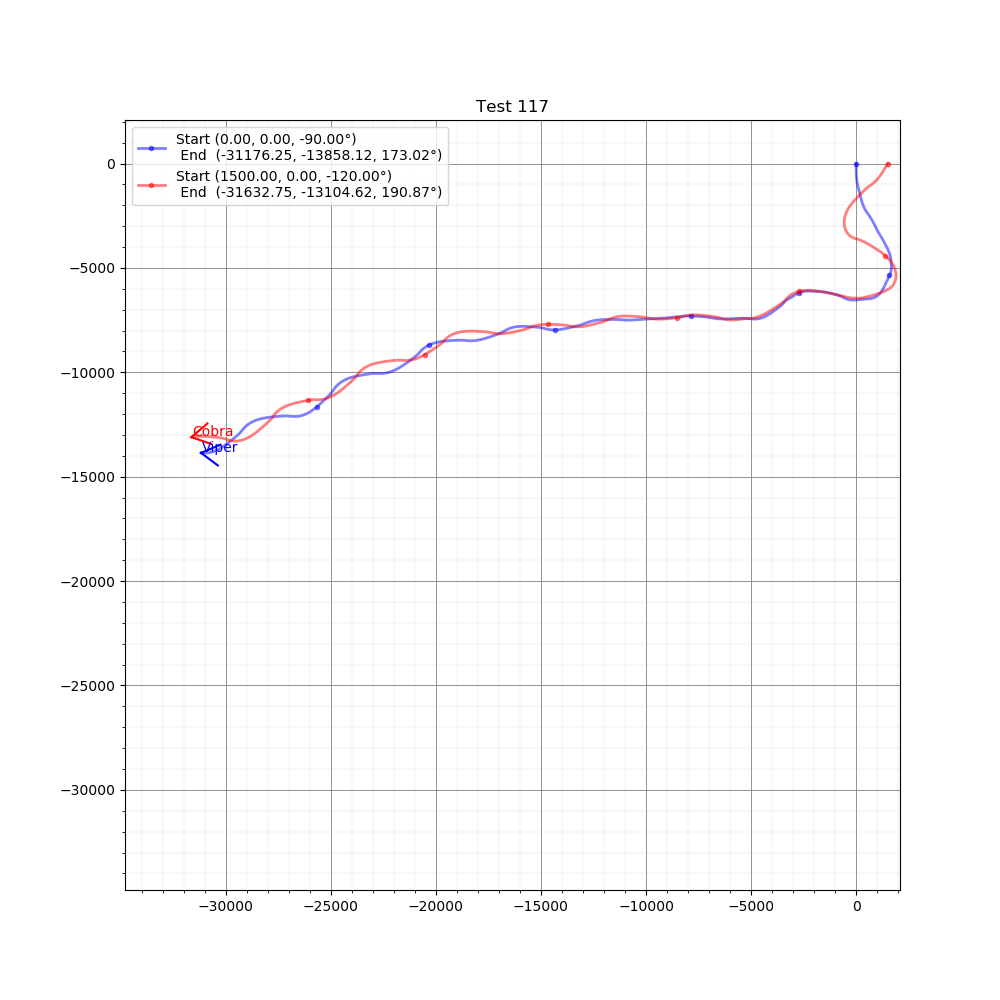 Test 117
Start (0.00, 0.00, -90.00°)
End  (-31176.25, -13858.12, 173.02°)
Start (1500.00, 0.00, -120.00°)
End  (-31632.75, -13104.62, 190.87°)
0
−5000
−10000
−15000
−20000
−25000
−30000
Cobra
Viper
−30000
−25000
−20000
−15000
−10000
−5000
0